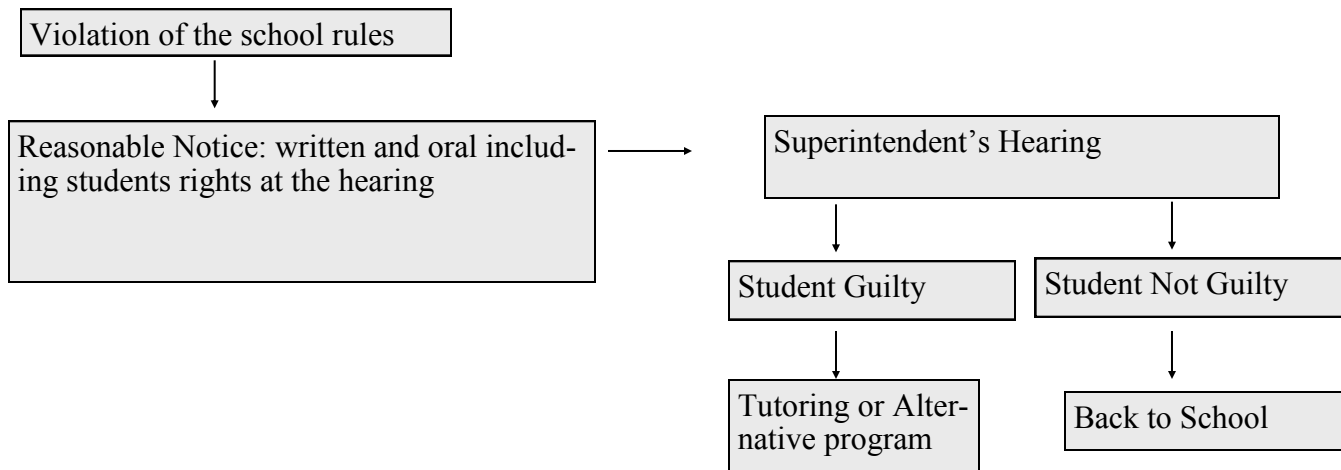 Violation of the school rules
Reasonable Notice: written and oral includ-
ing students rights at the hearing
Superintendent’s Hearing
Student Guilty
Student Not Guilty
Tutoring or Alter-
native program
Back to School